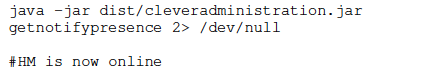 java -jar dist/cleveradministration.jar
getnotifypresence 2> /dev/null
#HM is now online